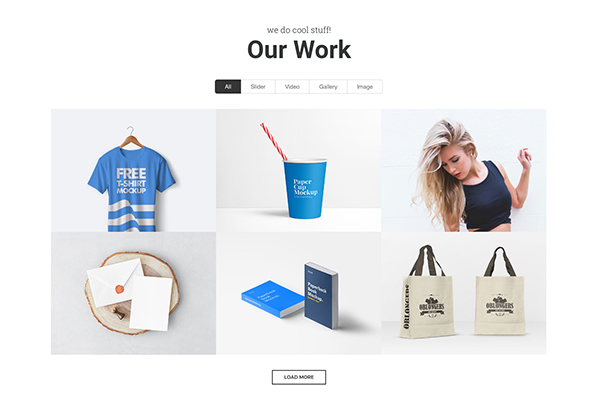 we do cool stuff!
Our Work
All
Slider
Video
Gallery
Image
FREE
T-SHIRT
MOCKUP
Paper
Cup
Mockup
Paperback
Book
Mockup.
OBLONGERS
OBLONGERS
OBLONGERS
LOAD MORE